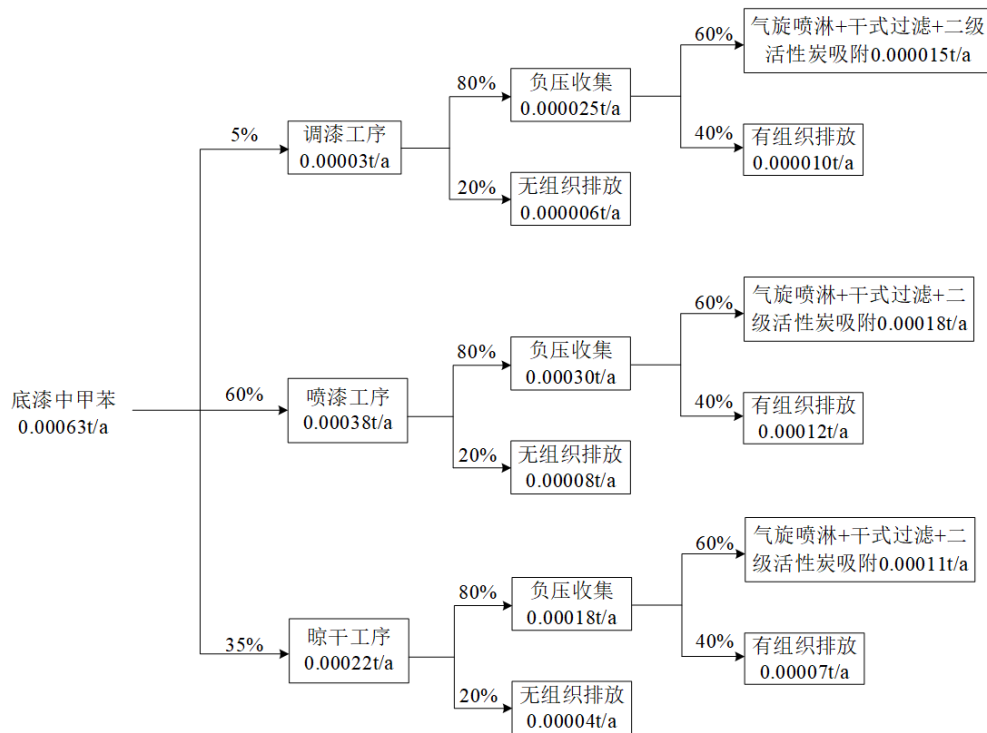 底漆中甲苯
0.00063t/a
5%
调漆工序
0.00003t/a
80%
负压收集
0.000025t/a
60%
气旋喷淋+干式过滤+二级
活性炭吸附0.000015t/a
40%
有组织排放
0.000010t/a
20%
无组织排放
0.000006t/a
60%
喷漆工序
0.00038t/a
80%
负压收集
0.00030t/a
60%
气旋喷淋+干式过滤+二
级活性炭吸附0.00018t/a
40%
有组织排放
0.00012t/a
20%
无组织排放
0.00008t/a
35%
晾干工序
0.00022t/a
80%
负压收集
0.00018t/a
60%
气旋喷淋+干式过滤+二
级活性炭吸附0.00011t/a
40%
有组织排放
0.00007t/a
20%
无组织排放
0.00004t/a